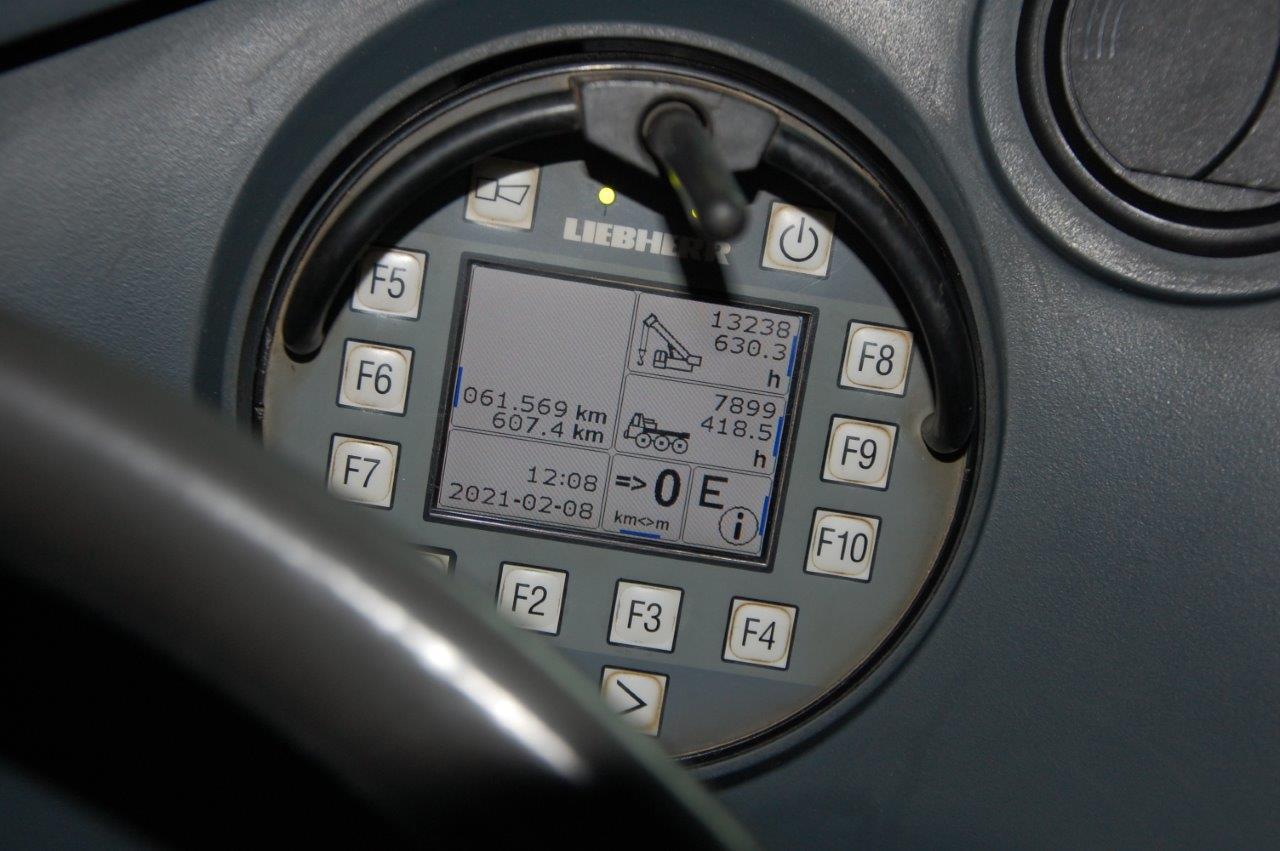 LIEBHERR
F5
F6
F7
13238
630.3
h
061.569 km
607.4 km
7899
418.5
h
12:08
2021-02-08
=>0
km<>m
E
i
F8
F9
F10
F2
F3
F4
>